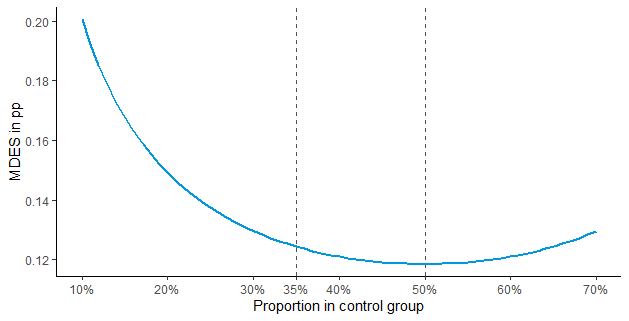 MDES in pp
0.20
0.18
0.16
0.14
0.12
10% 20% 30% 35% 40% 50% 60% 70%
Proportion in control group